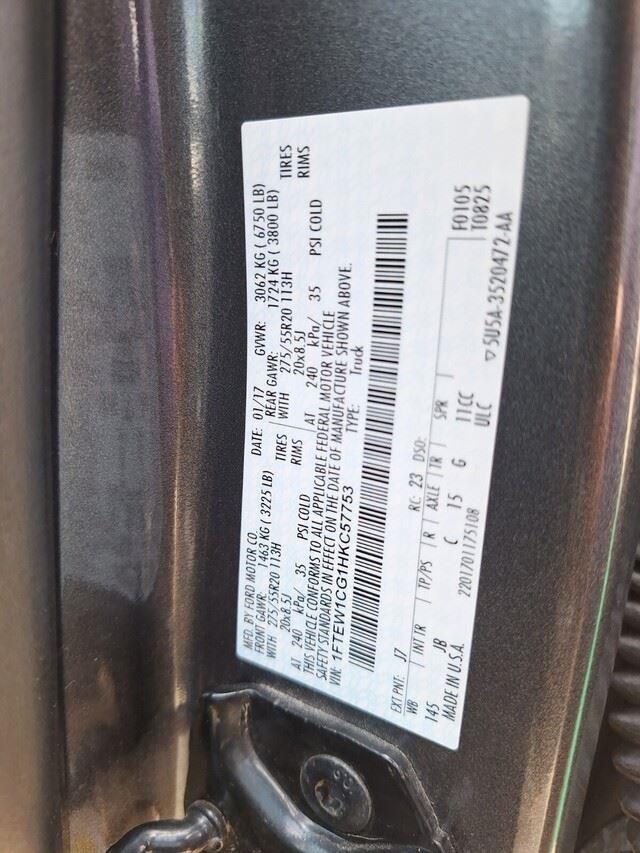 MFD. BY FORD MOTOR CO. DATE: 01/17 GVWR: 3062 KG ( 6750 LB)
FRONT GAWR: 1463 KG ( 3225 LB) REAR GAWR: 1724 KG ( 3800 LB)
WITH 275/55R20 113H TIRES WITH 275/55R20 113H TIRES
20x8.5J RIMS 20x8.5J RIMS
AT 240 kPa/ 35 PSI COLD AT 240 kPa/ 35 PSI COLD
THIS VEHICLE CONFORMS TO ALL APPLICABLE FEDERAL MOTOR VEHICLE
SAFETY STANDARDS IN EFFECT ON THE DATE OF MANUFACTURE SHOWN ABOVE.
VIN: 1FTEW1CG1HKC57753 TYPE: Truck
F0105
T0825
EXT PNT: J7 RC: 23 DSO:
WB INT TR TP/PS R AXLE TR SPR
145 JB C 15 G 11CC
MADE IN U.S.A. 2201701175108 ULC
▽5U5A-3520472-AA